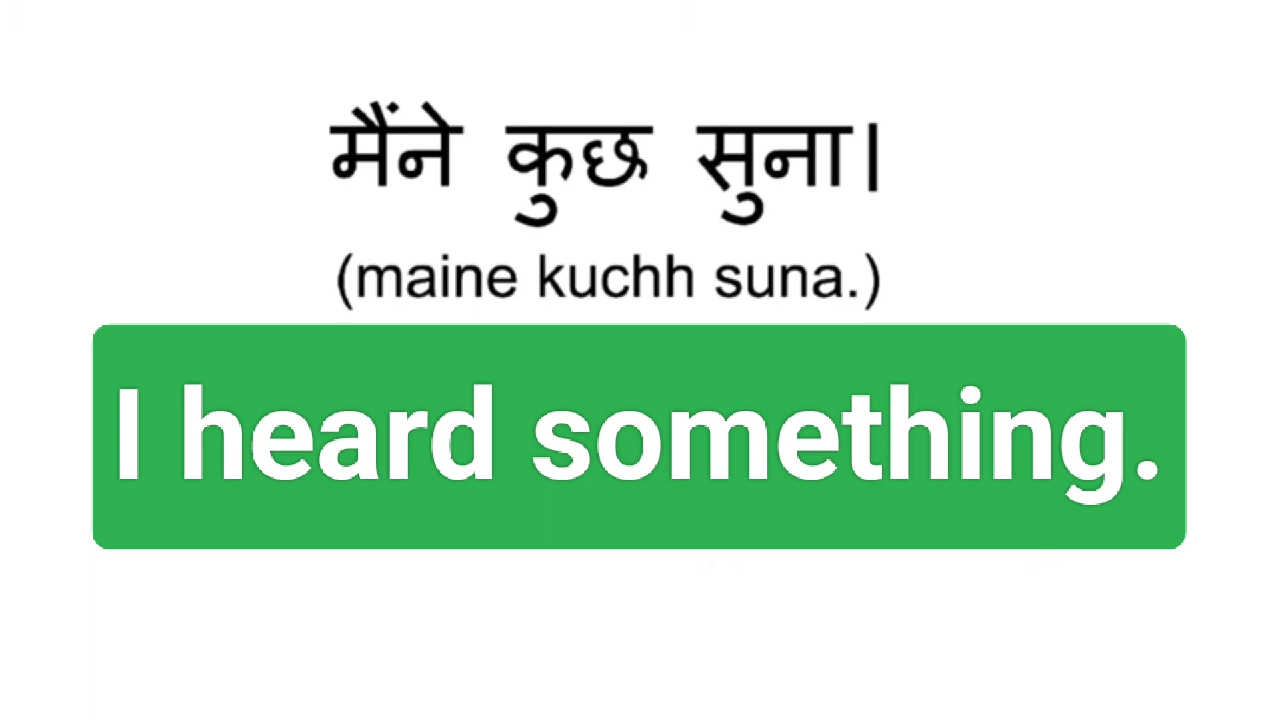 मैंने कुछ सुना।
(maine kuchh suna.)
I heard something.